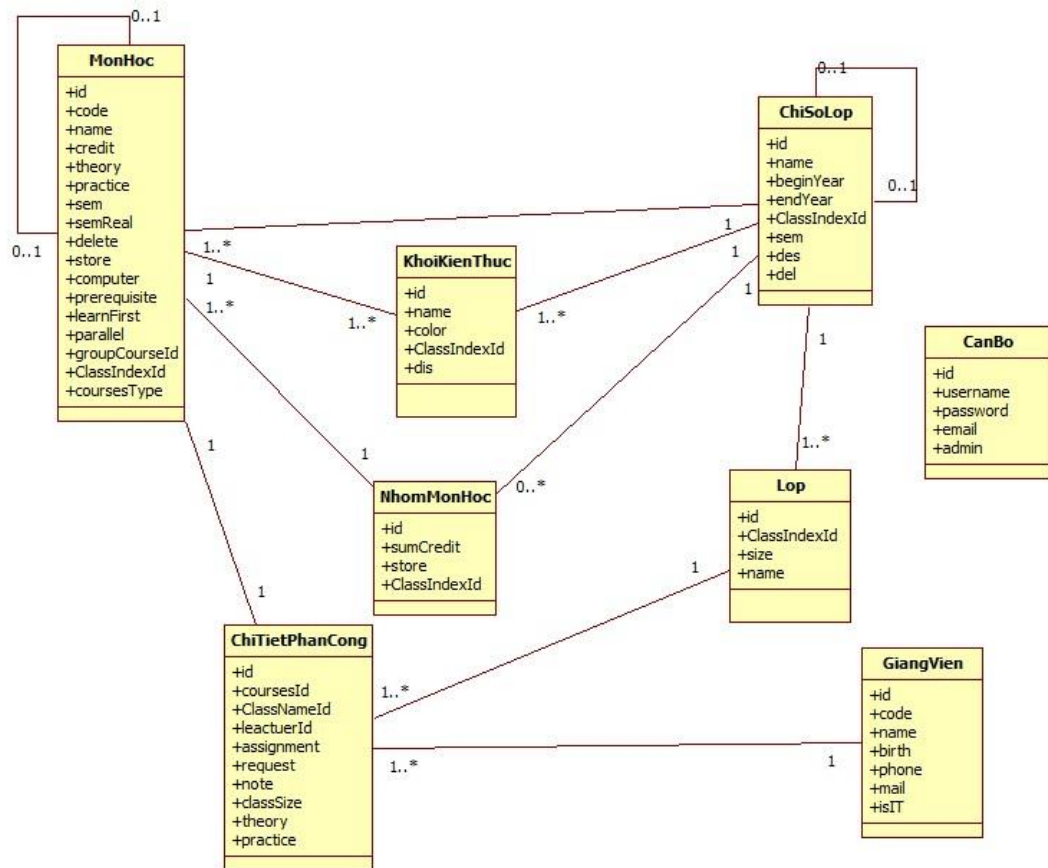 0..1
MonHoc
+id
+code
+name
+credit
+theory
+practice
+sem
+semReal
+delete
+store
+computer
+prerequisite
+learnFirst
+parallel
+groupCourseId
+ClassIndexId
+coursesType
0..1
0..1
ChiSoLop
+id
+name
+beginYear
+endYear
+ClassIndexId
+sem
+des
+del
0..1
1..*
1
1
1..*
1
1..*
1..*
1
KhoiKienThuc
+id
+name
+color
+ClassIndexId
+dis
CanBo
+id
+username
+password
+email
+admin
1
1..*
1
0..*
NhomMonHoc
+id
+sumCredit
+store
+ClassIndexId
Lop
+id
+ClassIndexId
+size
+name
1
1
1
1..*
ChiTietPhanCong
+id
+coursesId
+ClassNameId
+leactuerId
+assignment
+request
+note
+classSize
+theory
+practice
1..*
1
GiangVien
+id
+code
+name
+birth
+phone
+mail
+isIT